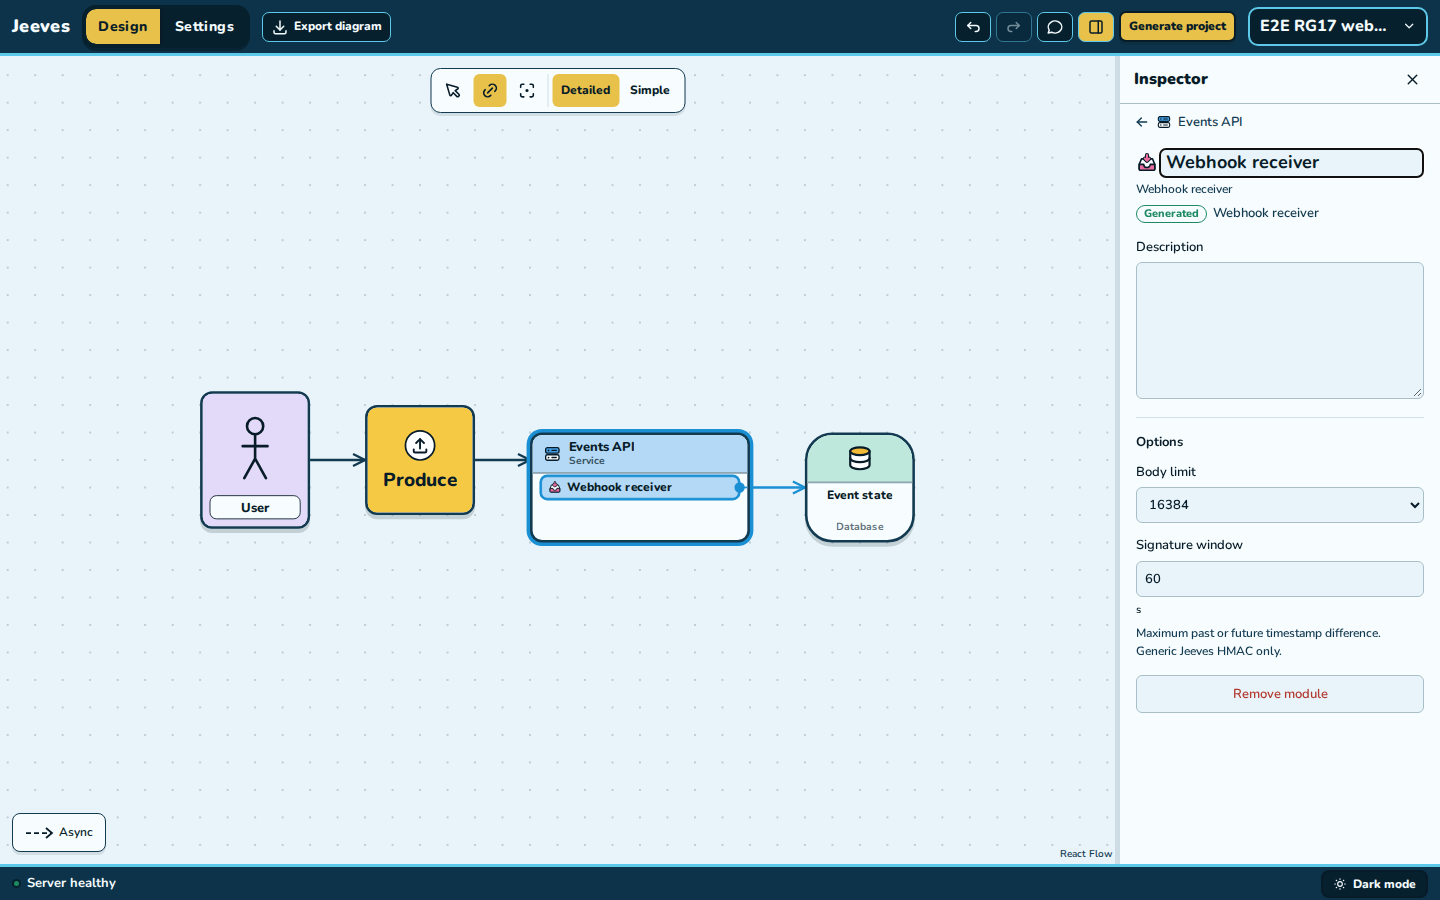 Jeeves
Design
Settings
Export diagram
Generate project
E2E RG17 web...
Detailed
Simple
Inspector
Events API
Webhook receiver
Webhook receiver
Generated
Webhook receiver
Description
Options
Body limit
16384
Signature window
60
s
Maximum past or future timestamp difference.
Generic Jeeves HMAC only.
Remove module
User
Produce
Events API
Service
Webhook receiver
Event state
Database
Async
React Flow
Server healthy
Dark mode